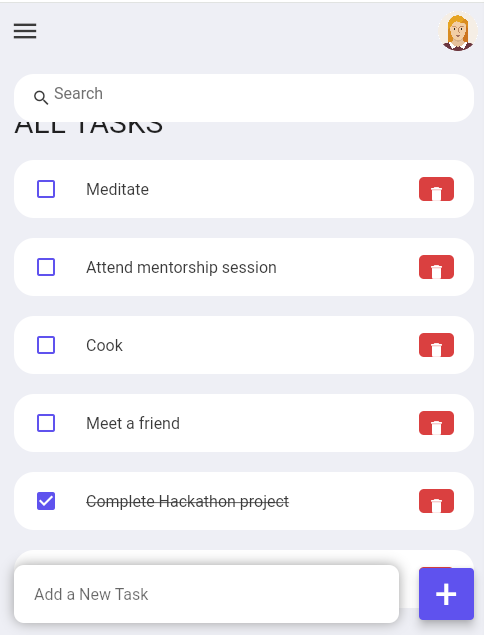 Search
ALL TASKS
Meditate
Attend mentorship session
Cook
Meet a friend
Complete Hackathon project
Add a New Task